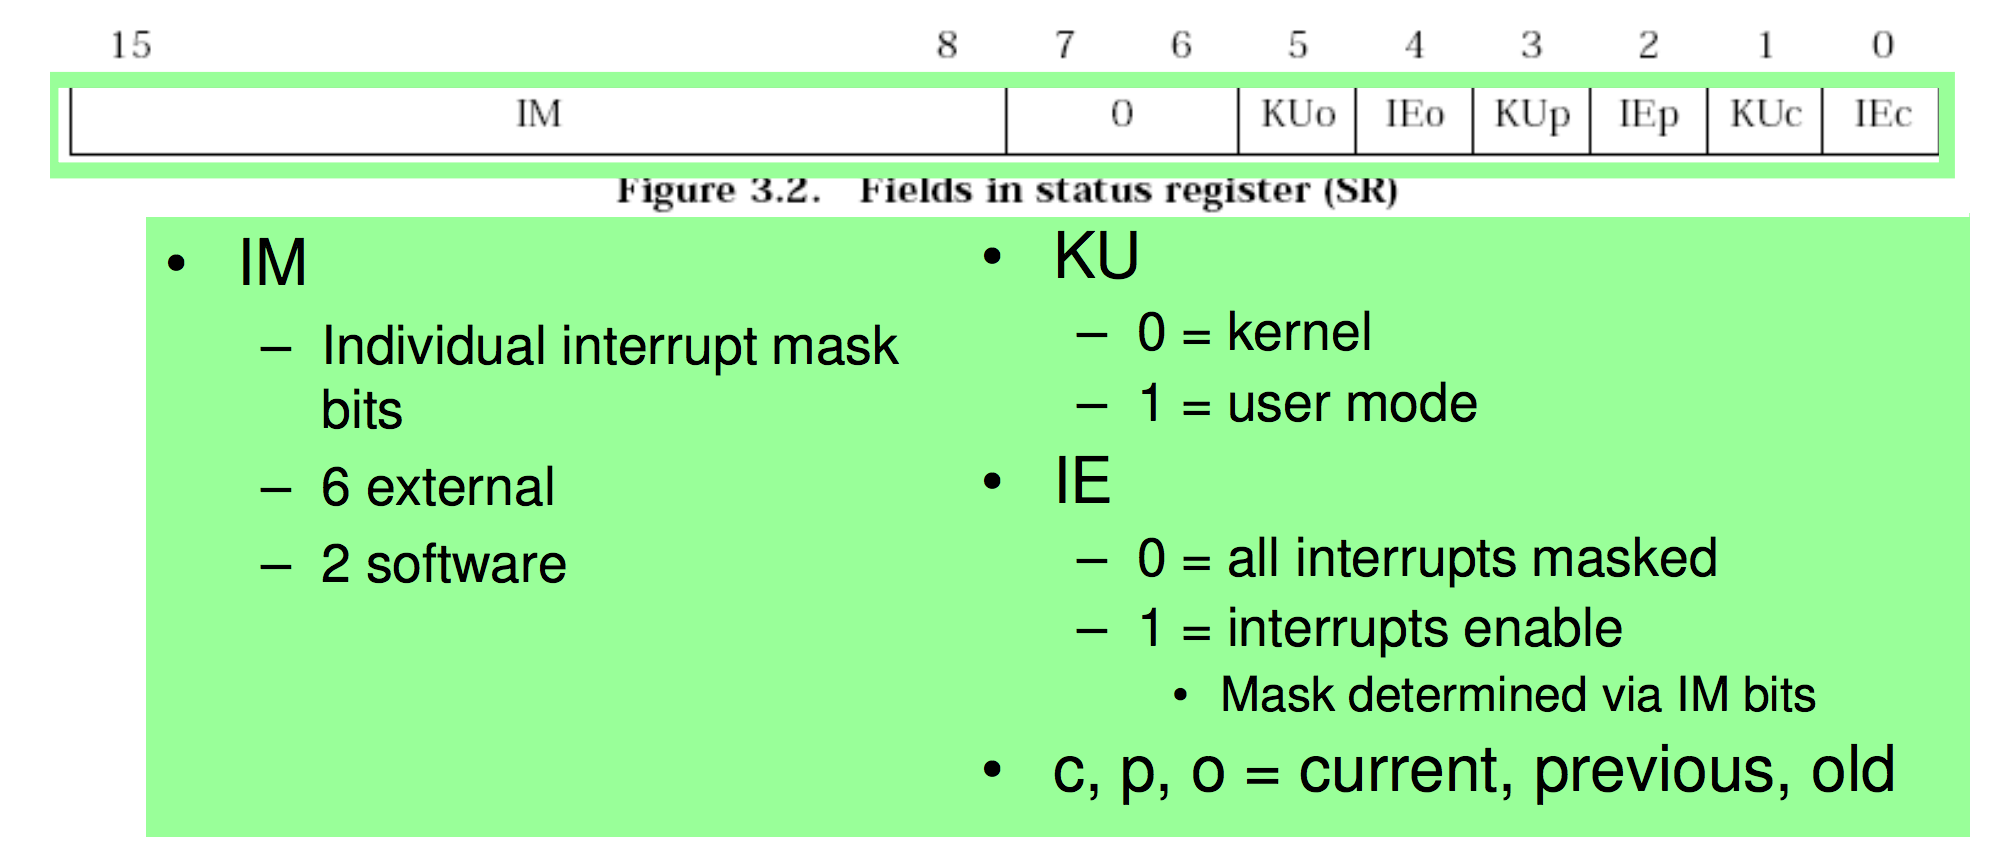 15 8 7 6 5 4 3 2 1 0
IM 0 KUo IEo KUp IEp KUc IEc
Figure 3.2. Fields in status register (SR)
• IM
– Individual interrupt mask
bits
– 6 external
– 2 software
• KU
– 0 = kernel
– 1 = user mode
• IE
– 0 = all interrupts masked
– 1 = interrupts enable
• Mask determined via IM bits
• c, p, o = current, previous, old